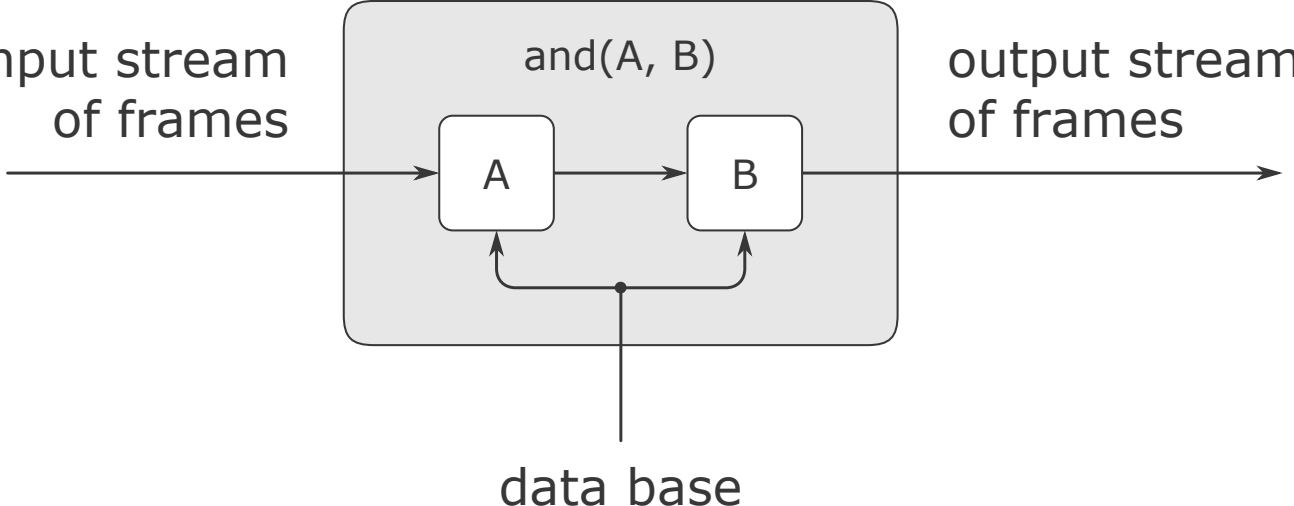 nput stream
of frames
and(A, B)
output stream
of frames
A
B
data base